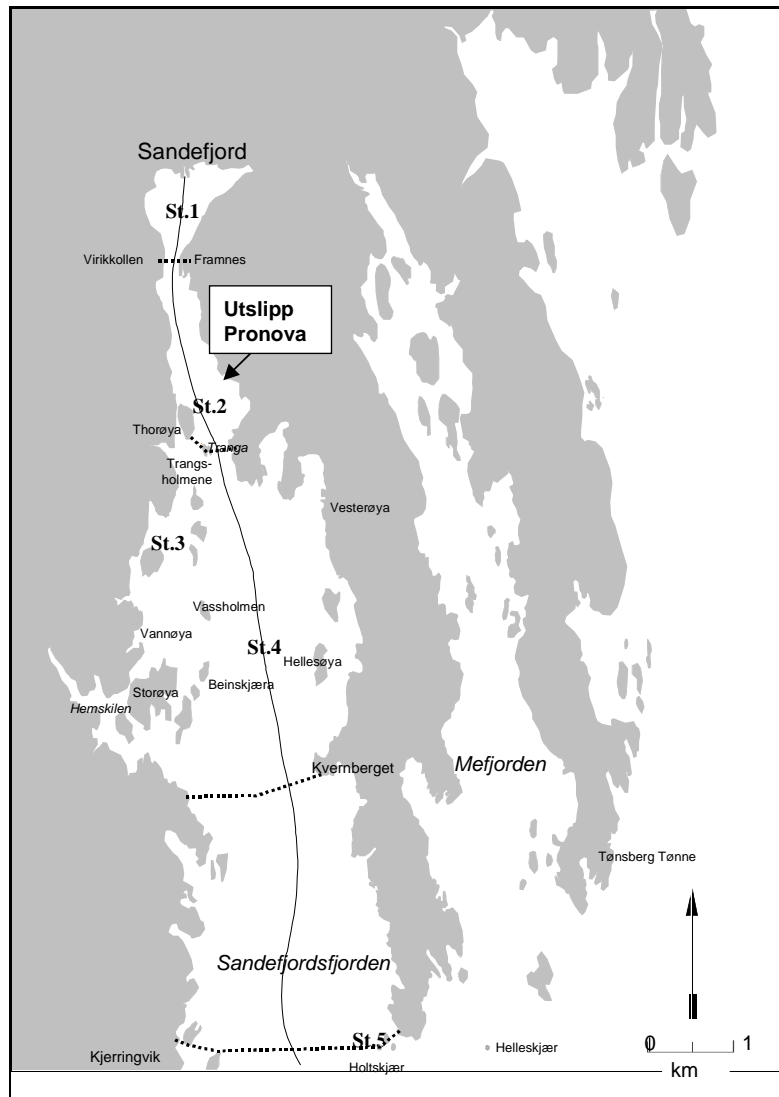 Sandefjord
St.1
Virikkollen
Framnes
Utslipp
Pronova
St.2
Thorøya
Tranga
Trangs-
holmene
Vesterøya
St.3
Vassholmen
Vannøya
St.4
Hellesøya
Storøya
Beinskjæra
Hemskilen
Kvernberget
Mefjorden
Tønsberg Tønne
Sandefjordsfjorden
St.5
Kjerringvik
Helleskjær
Holtskjær
0
1
km